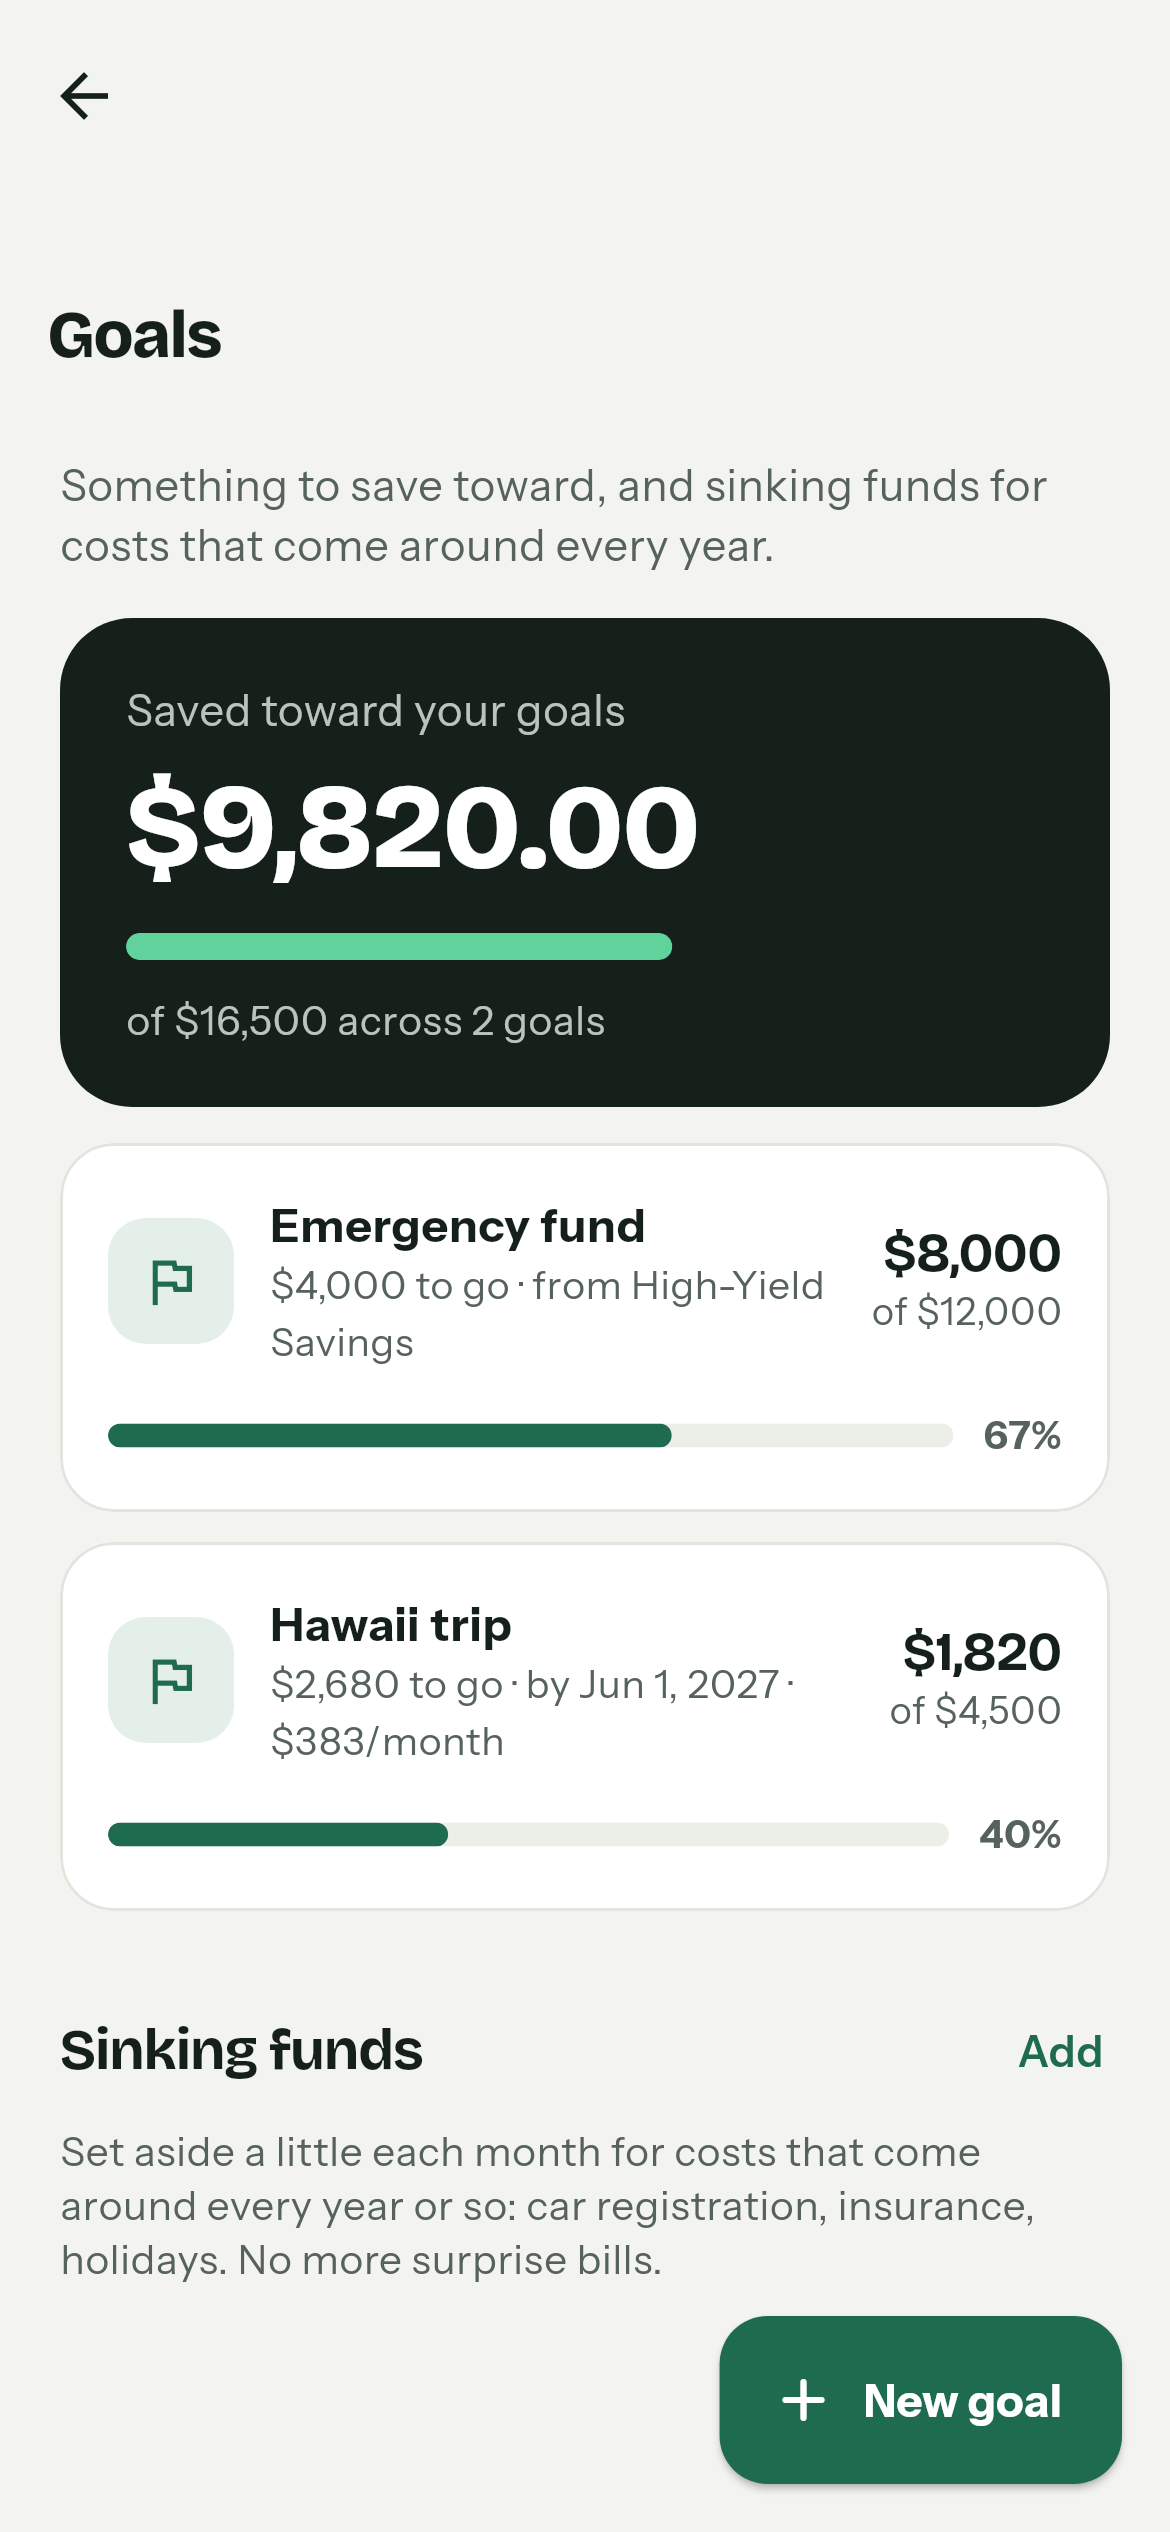 Goals
Something to save toward, and sinking funds for
costs that come around every year.
Saved toward your goals
$9,820.00
of $16,500 across 2 goals
Emergency fund
$4,000 to go · from High-Yield
Savings
$8,000
of $12,000
67%
Hawaii trip
$2,680 to go · by Jun 1, 2027 ·
$383/month
$1,820
of $4,500
40%
Sinking funds
Add
Set aside a little each month for costs that come
around every year or so: car registration, insurance,
holidays. No more surprise bills.
New goal